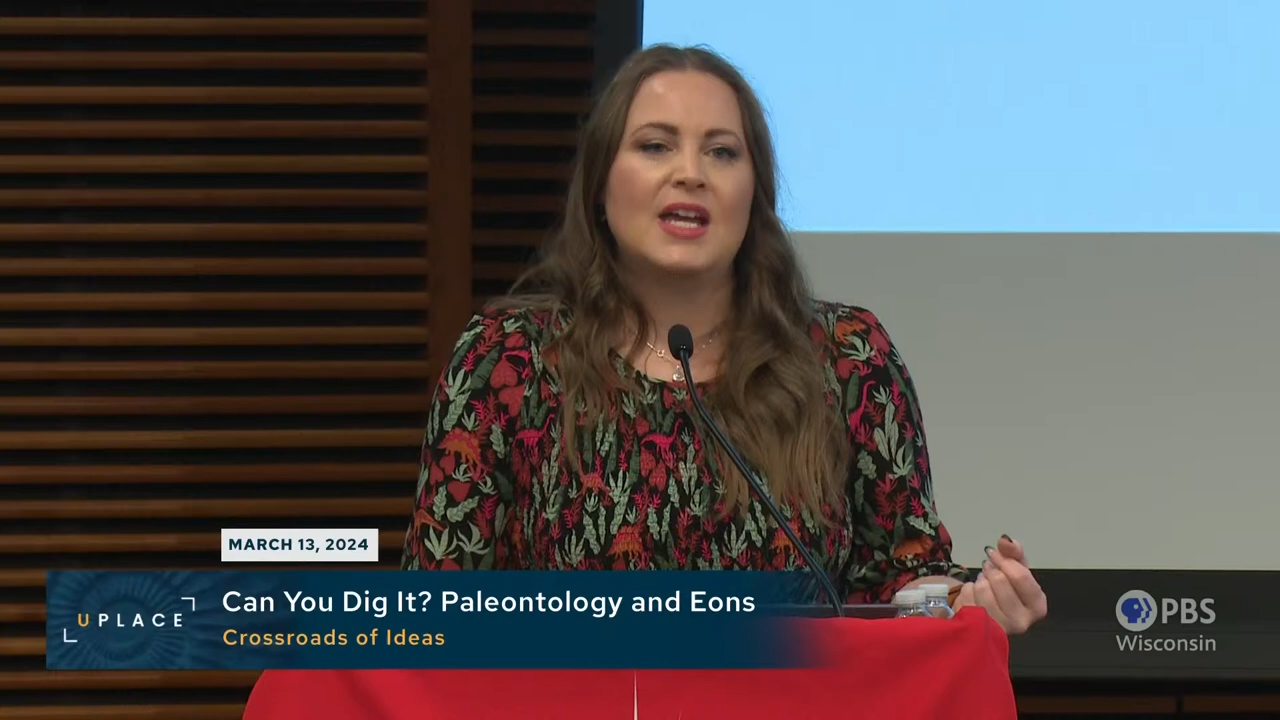 MARCH 13, 2024
UPLACE
Can You Dig It? Paleontology and Eons
Crossroads of Ideas
PBS
Wisconsin